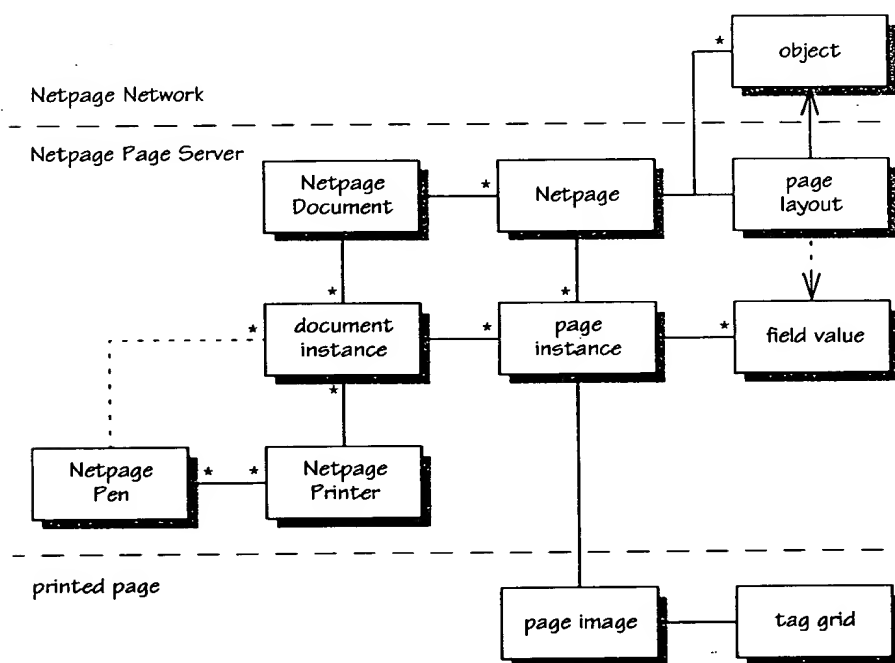 *
object
Netpage Network
Netpage Page Server
Netpage
Document
*
Netpage
page
layout
*
*
*
document
instance
*
page
instance
*
field value
*
Netpage
Pen
*
*
Netpage
Printer
printed page
page image
tag grid